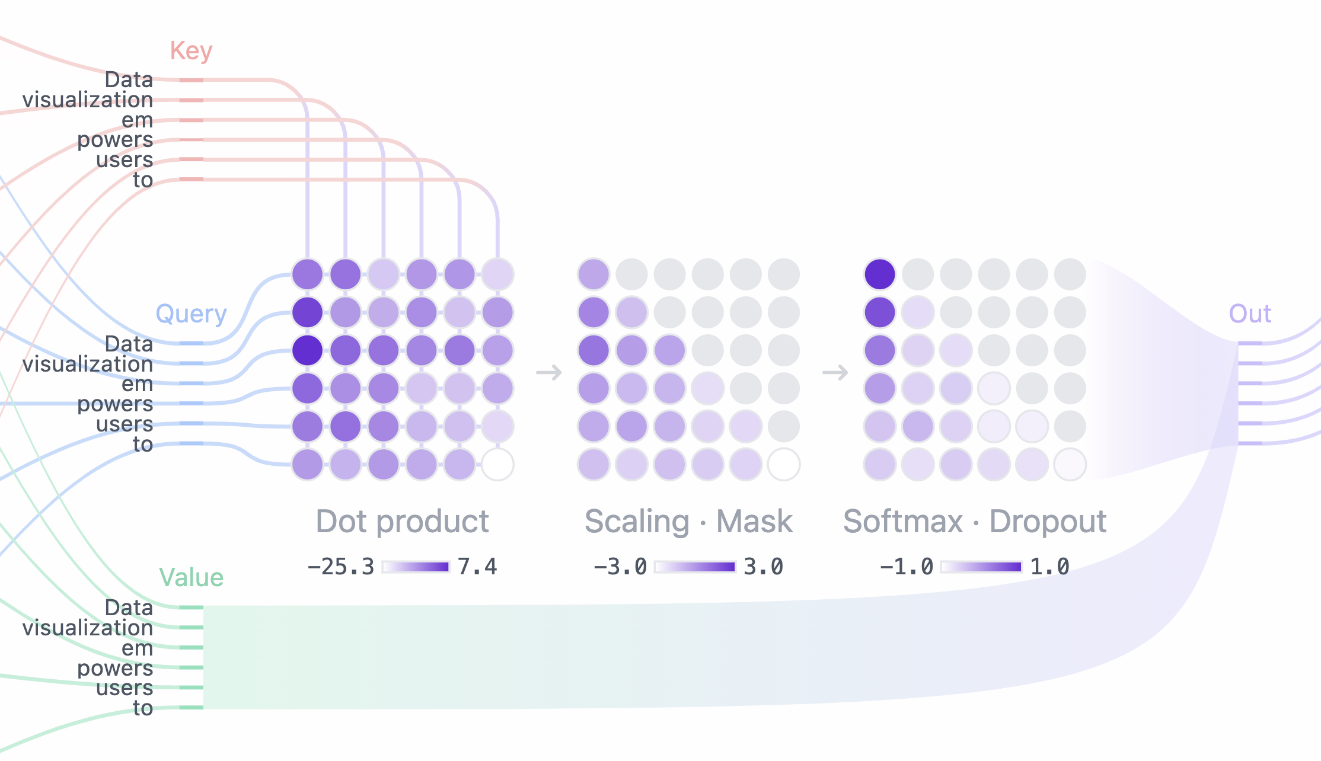 Key
Data
visualization
em
powers
users
to
Query
Data
visualization
em
powers
users
to
Out
Dot product
Scaling · Mask
Softmax · Dropout
−25.3 7.4
−3.0 3.0
−1.0 1.0
Value
Data
visualization
em
powers
users
to